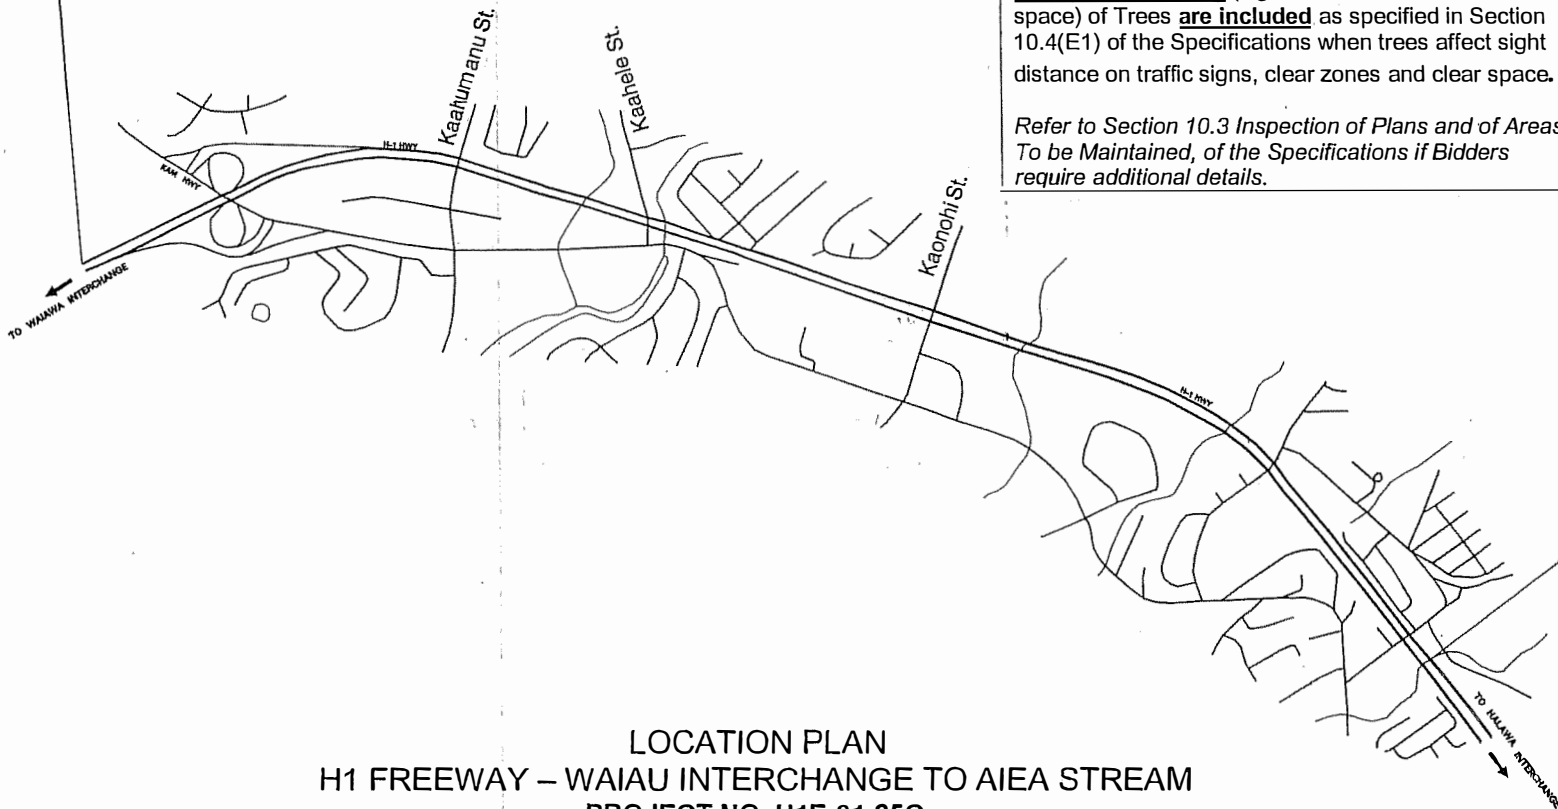 space) of Trees are included as specified in Section
10.4(E1) of the Specifications when trees affect sight
distance on traffic signs, clear zones and clear space.
Refer to Section 10.3 Inspection of Plans and of Areas
To be Maintained, of the Specifications if Bidders
require additional details.
Kaahumanu St.
Kaahele St.
H-1 HWY
KAM HWY
Kaonohi St.
TO WAIAWA INTERCHANGE
H-1 HWY
TO HALAWA INTERCHANGE
LOCATION PLAN
H1 FREEWAY – WAIAU INTERCHANGE TO AIEA STREAM